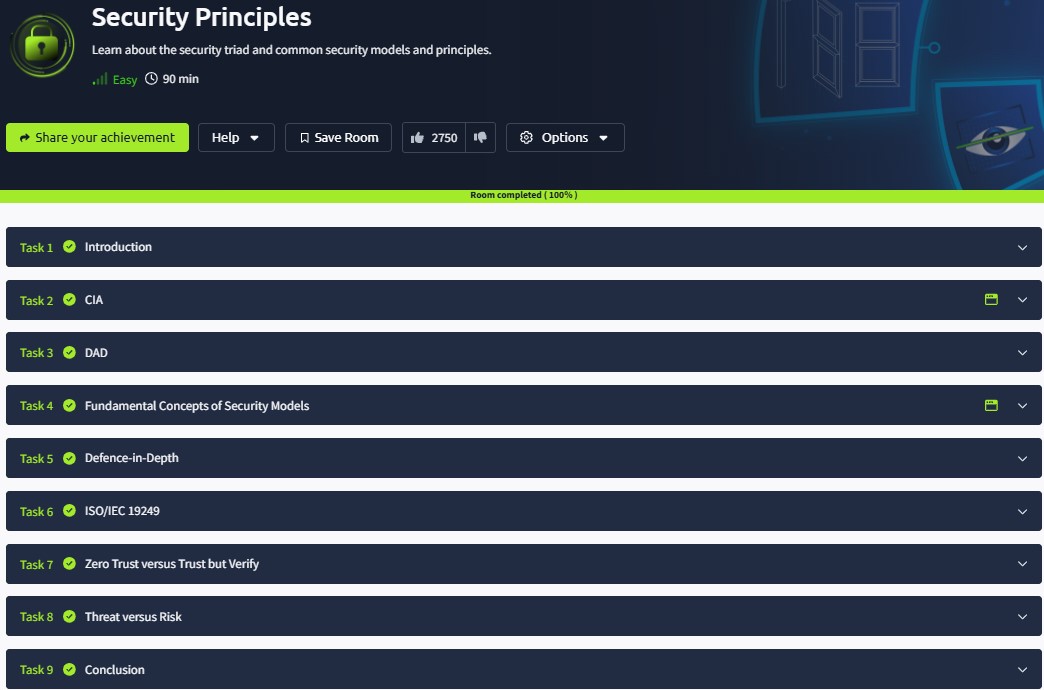 Security Principles
Learn about the security triad and common security models and principles.
Easy 90 min
Share your achievement Help Save Room 2750 Options
Room completed ( 100% )
Task 1 Introduction
Task 2 CIA
Task 3 DAD
Task 4 Fundamental Concepts of Security Models
Task 5 Defence-in-Depth
Task 6 ISO/IEC 19249
Task 7 Zero Trust versus Trust but Verify
Task 8 Threat versus Risk
Task 9 Conclusion